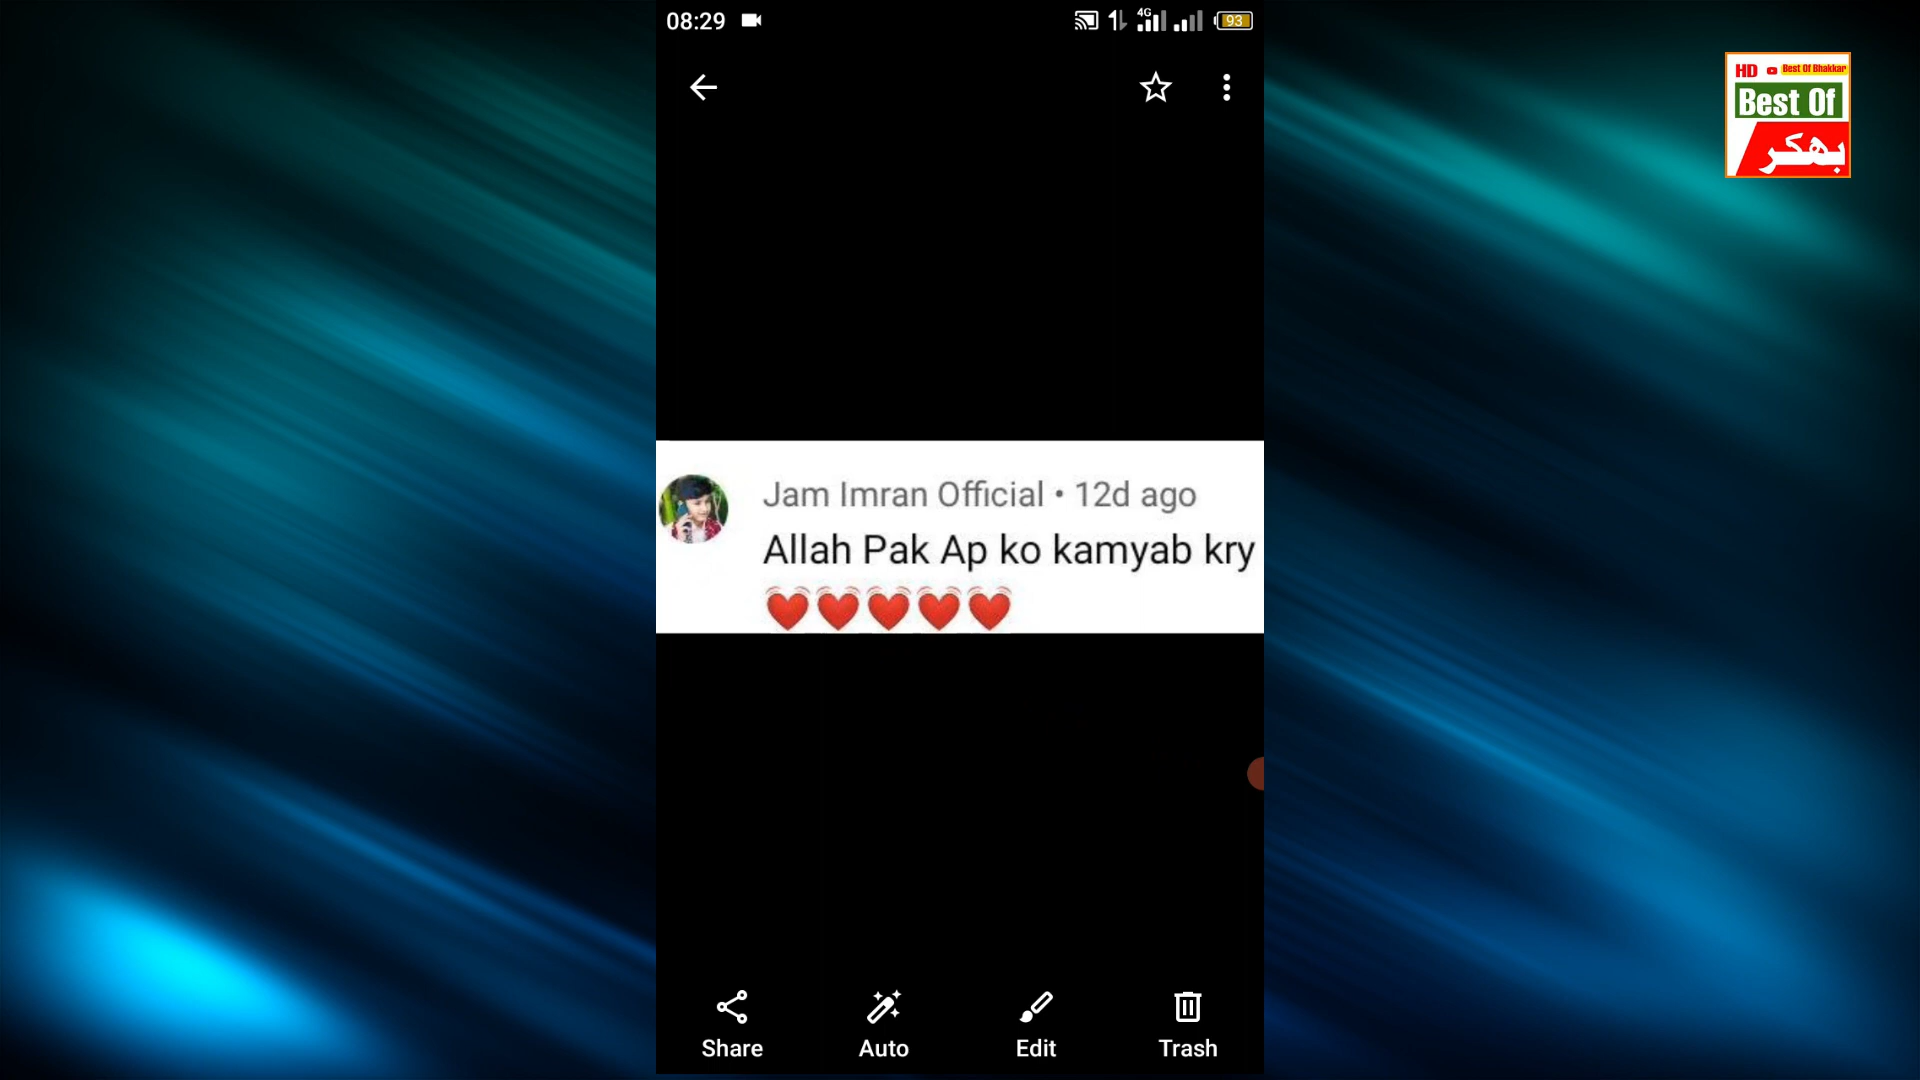 08:29
4G
93
HD Best Of Bhakkar
Best Of
بھکر
Jam Imran Official • 12d ago
Allah Pak Ap ko kamyab kry
💓💓💓💓💓
Share Auto Edit Trash